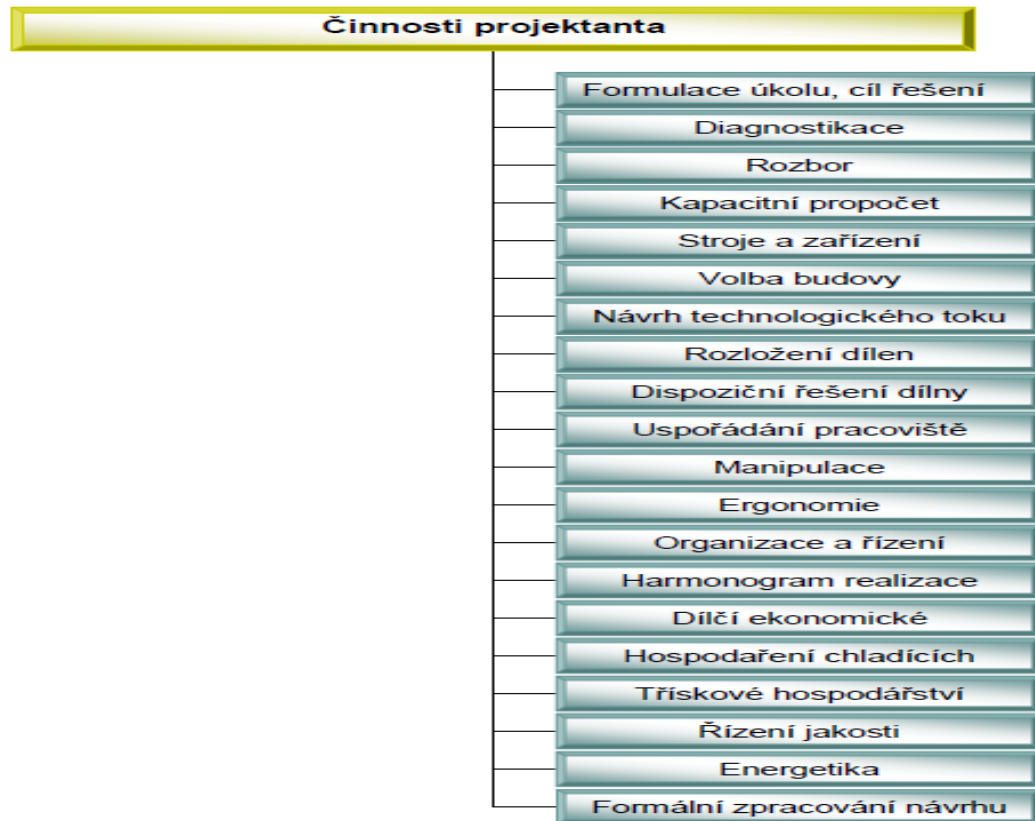 Činnosti projektanta
Formulace úkolu, cíl řešení
Diagnostikace
Rozbor
Kapacitní propočet
Stroje a zařízení
Volba budovy
Návrh technologického toku
Rozložení dílen
Dispoziční řešení dílny
Uspořádání pracoviště
Manipulace
Ergonomie
Organizace a řízení
Harmonogram realizace
Dílčí ekonomické
Hospodaření chladících
Třískové hospodářství
Řízení jakosti
Energetika
Formální zpracování návrhu